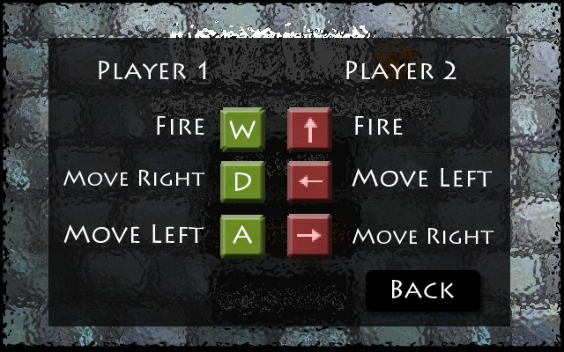 Player 1 Player 2
Fire W ↑ Fire
Move Right D ← Move Left
Move Left A → Move Right
Back